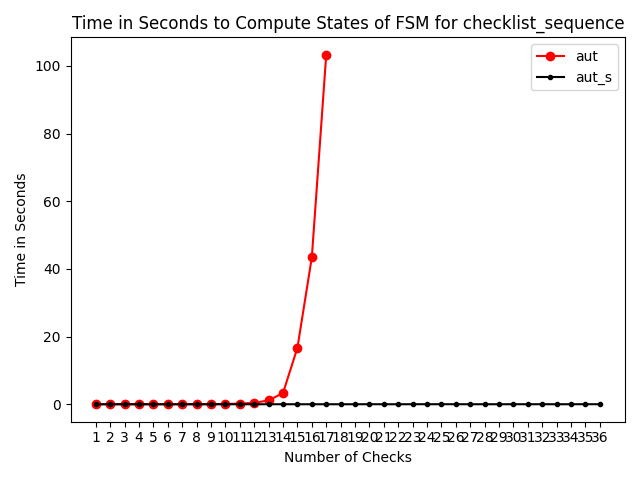 Time in Seconds to Compute States of FSM for checklist_sequence
aut
aut_s
100
80
60
40
20
0
Time in Seconds
1 2 3 4 5 6 7 8 9 10 11 12 13 14 15 16 17 18 19 20 21 22 23 24 25 26 27 28 29 30 31 32 33 34 35 36
Number of Checks